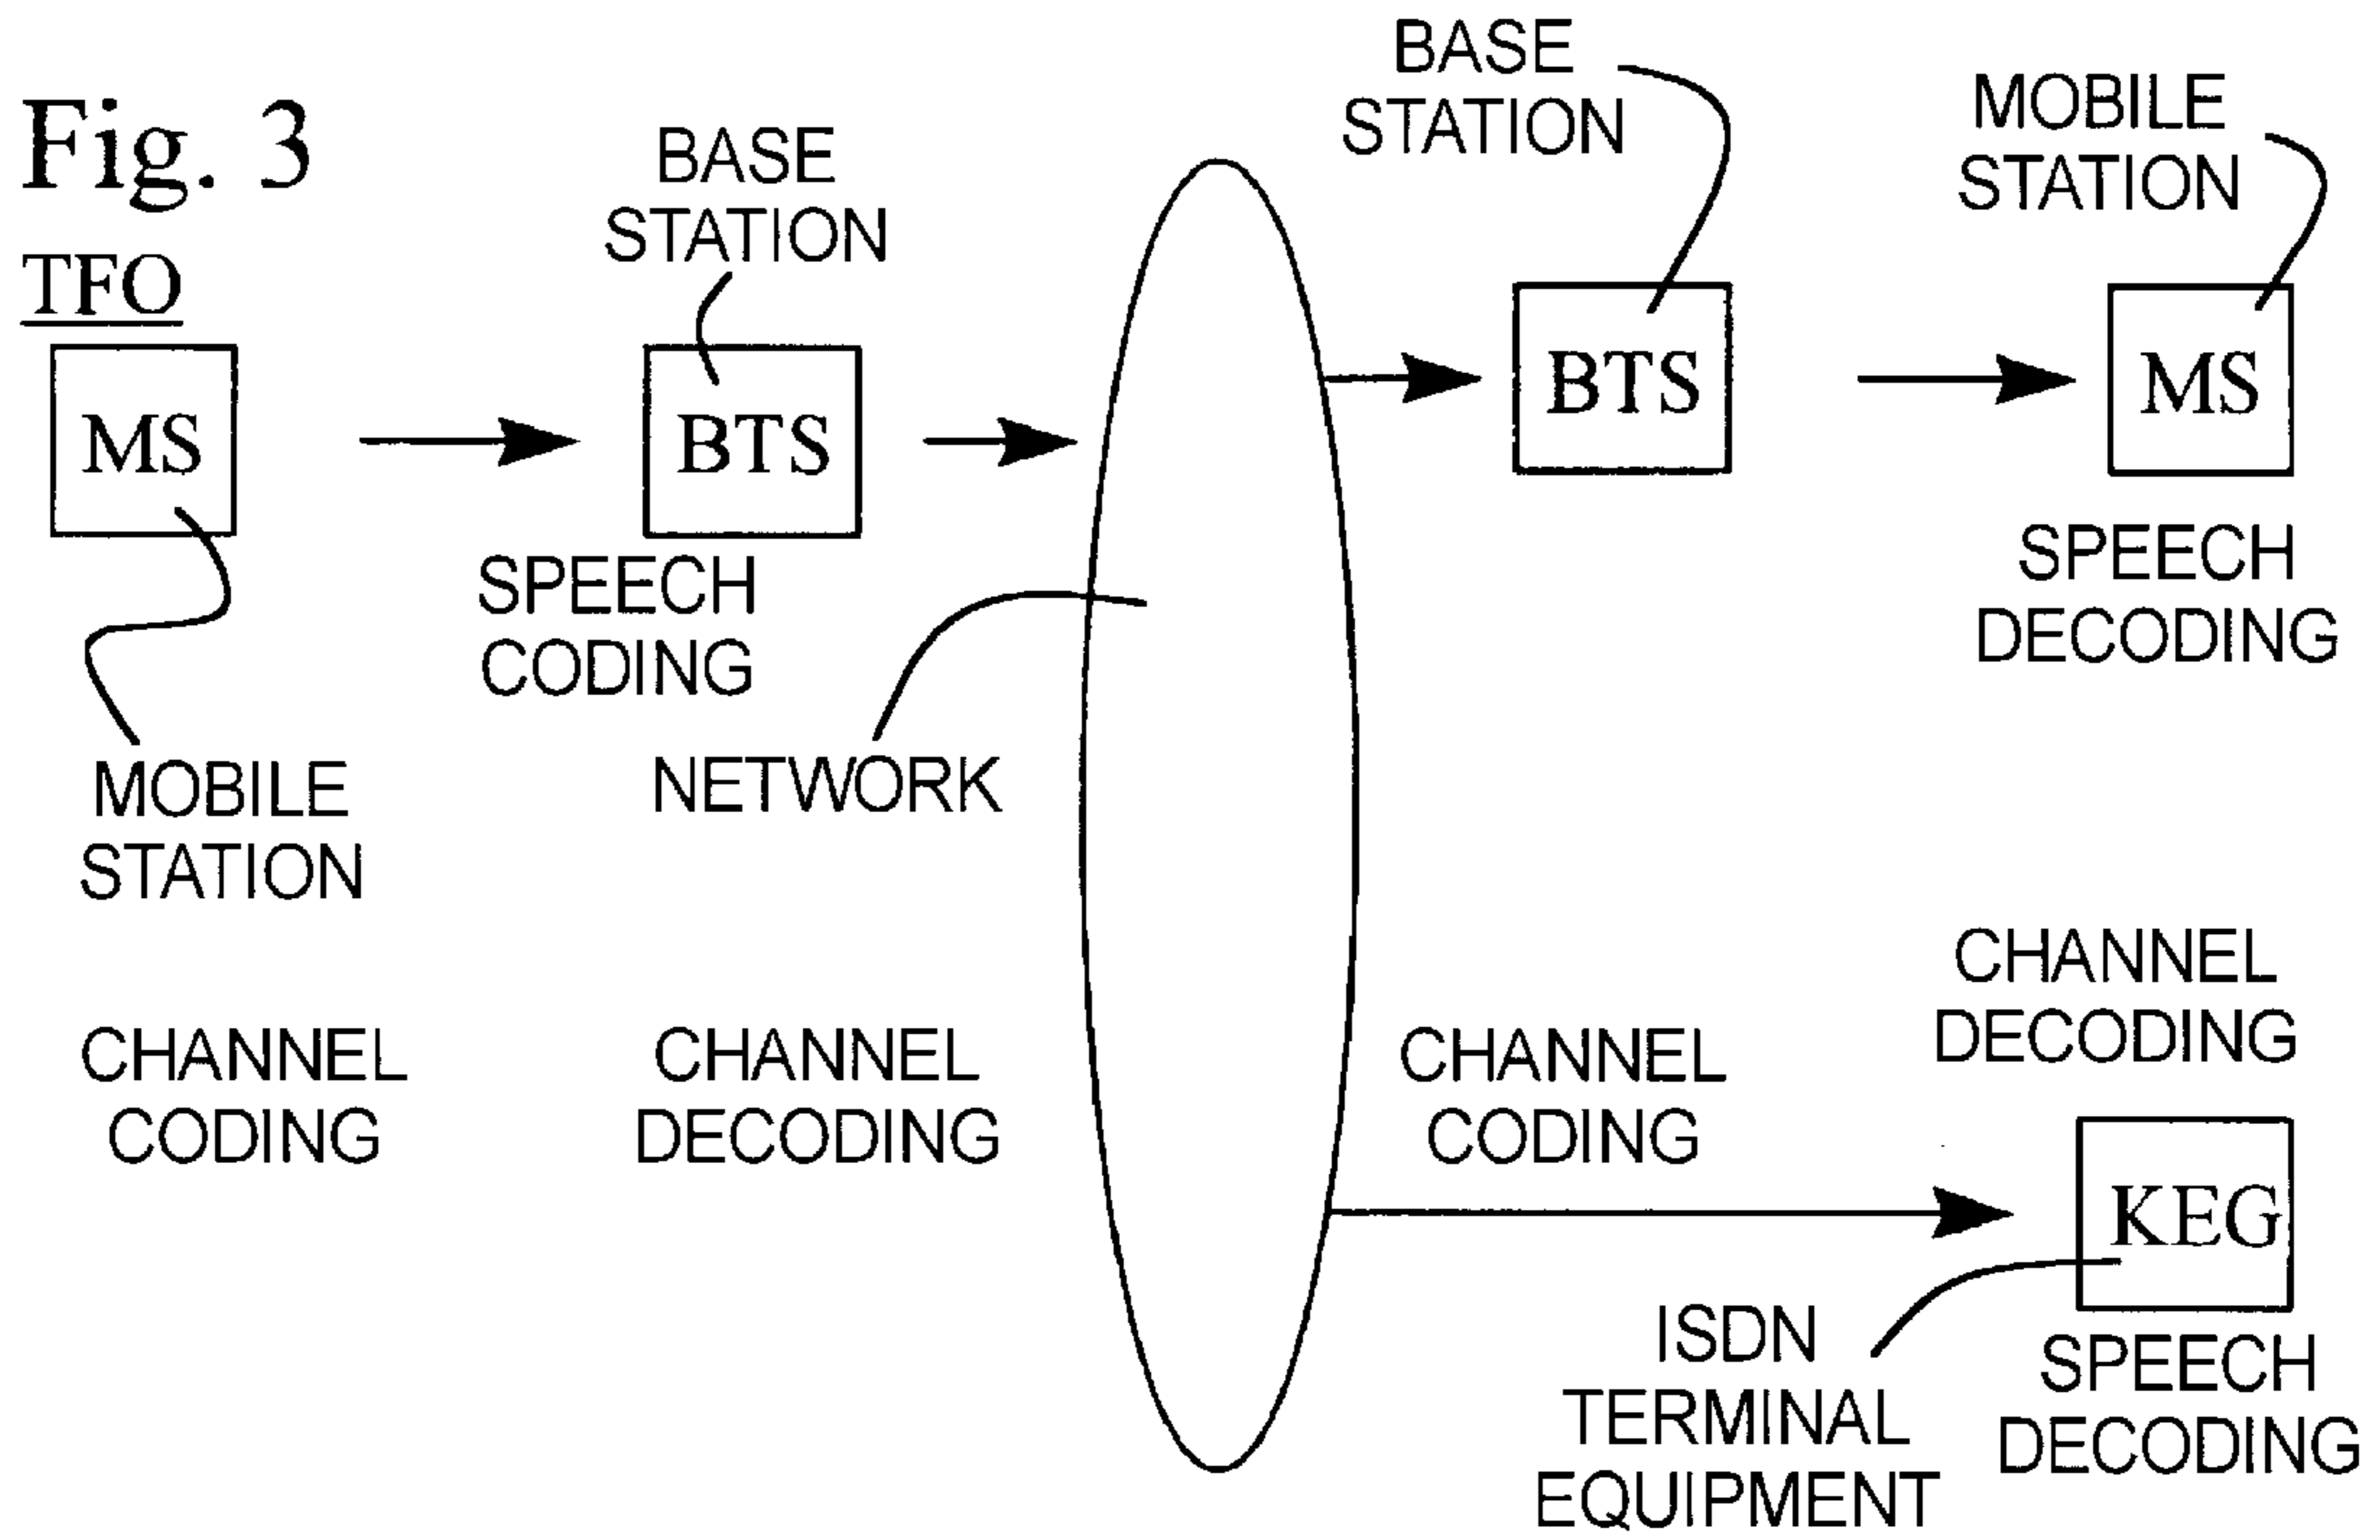 Fig. 3
TFO
BASE
STATION
BASE
STATION
MOBILE
STATION
MS
BTS
BTS
MS
SPEECH
CODING
SPEECH
DECODING
NETWORK
MOBILE
STATION
CHANNEL
CODING
CHANNEL
DECODING
CHANNEL
CODING
CHANNEL
DECODING
KEG
ISDN
TERMINAL
EQUIPMENT
SPEECH
DECODING